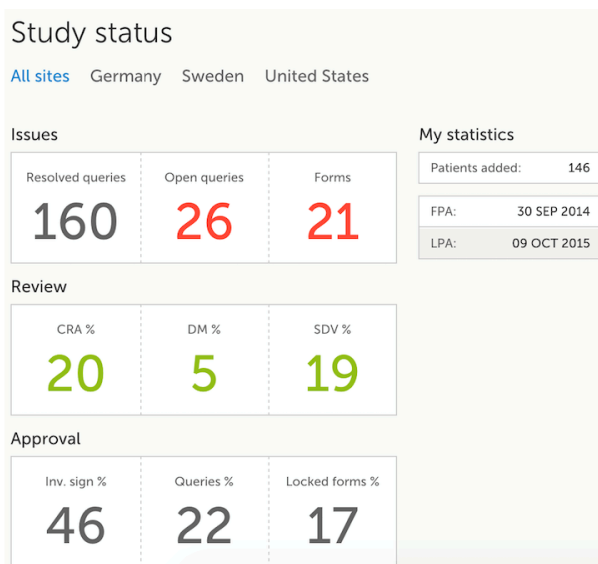 Study status
All sites Germany Sweden United States
Issues
Resolved queries Open queries Forms
160 26 21
My statistics
Patients added: 146
FPA: 30 SEP 2014
LPA: 09 OCT 2015
Review
CRA % DM % SDV %
20 5 19
Approval
Inv. sign % Queries % Locked forms %
46 22 17